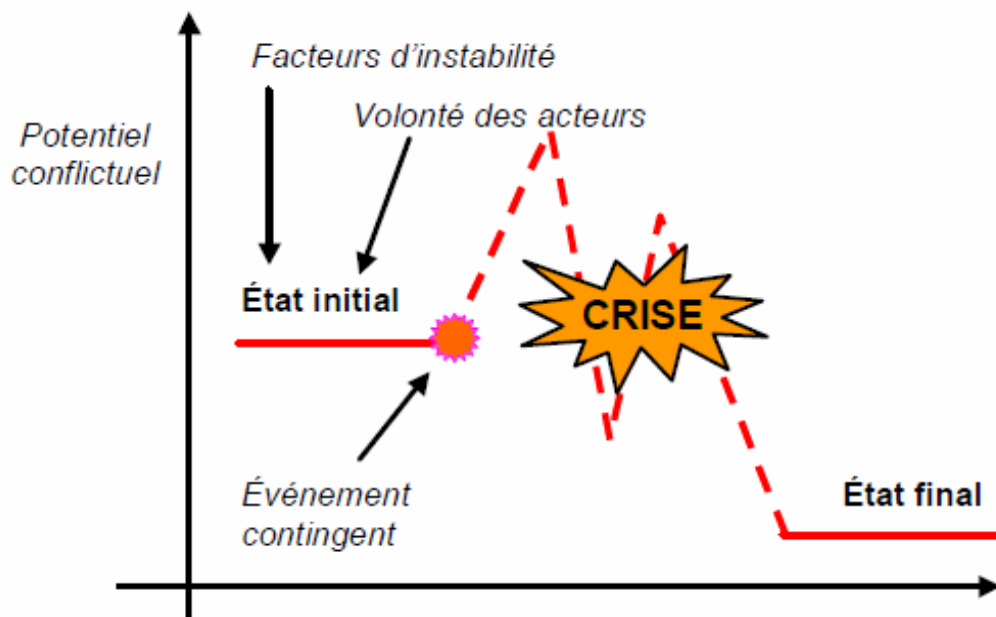 Facteurs d'instabilité
Volonté des acteurs
Potentiel
conflictuel
État initial
CRISE
Événement
contingent
État final